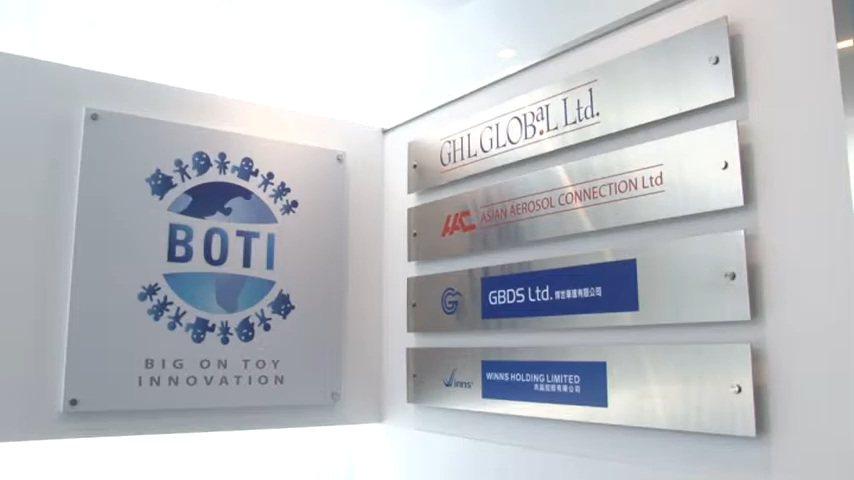 BOTI
BIG ON TOY
INNOVATION
GHL GLOBaL Ltd.
AAC ASIAN AEROSOL CONNECTION Ltd
GBDS Ltd.
Winns
WINNS HOLDING LIMITED